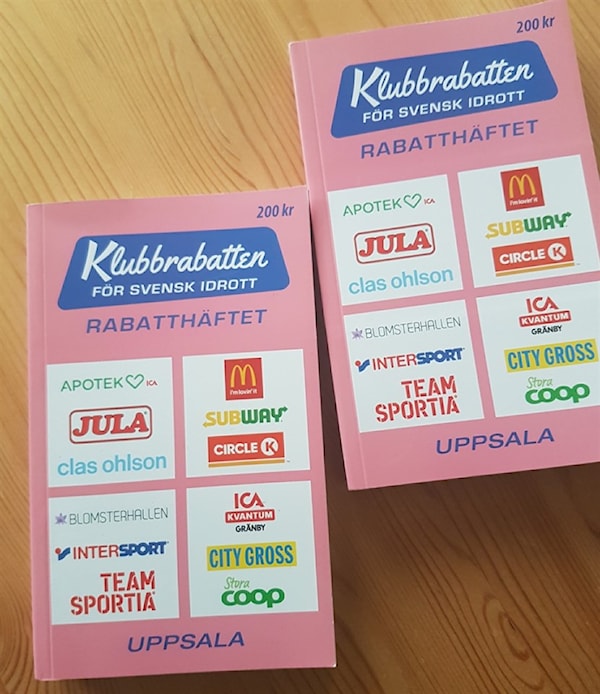 200 kr
Klubbrabatten
FÖR SVENSK IDROTT
RABATTHÄFTET
APOTEK ICA
JULA
clas ohlson
M
i'm lovin' it
SUBWAY
CIRCLE K
BLOMSTERHALLEN
INTERSPORT
TEAM
SPORTIA
ICA
KVANTUM
GRÄNBY
CITY GROSS
Stora
coop
UPPSALA
200 kr
Klubbrabatten
FÖR SVENSK IDROTT
RABATTHÄFTET
APOTEK ICA
JULA
clas ohlson
M
i'm lovin' it
SUBWAY
CIRCLE K
BLOMSTERHALLEN
INTERSPORT
TEAM
SPORTIA
ICA
KVANTUM
GRÄNBY
CITY GROSS
Stora
coop
UPPSALA